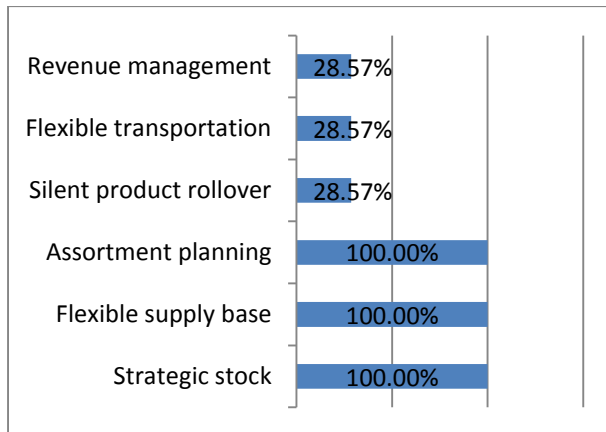 Revenue management 28.57%
Flexible transportation 28.57%
Silent product rollover 28.57%
Assortment planning 100.00%
Flexible supply base 100.00%
Strategic stock 100.00%